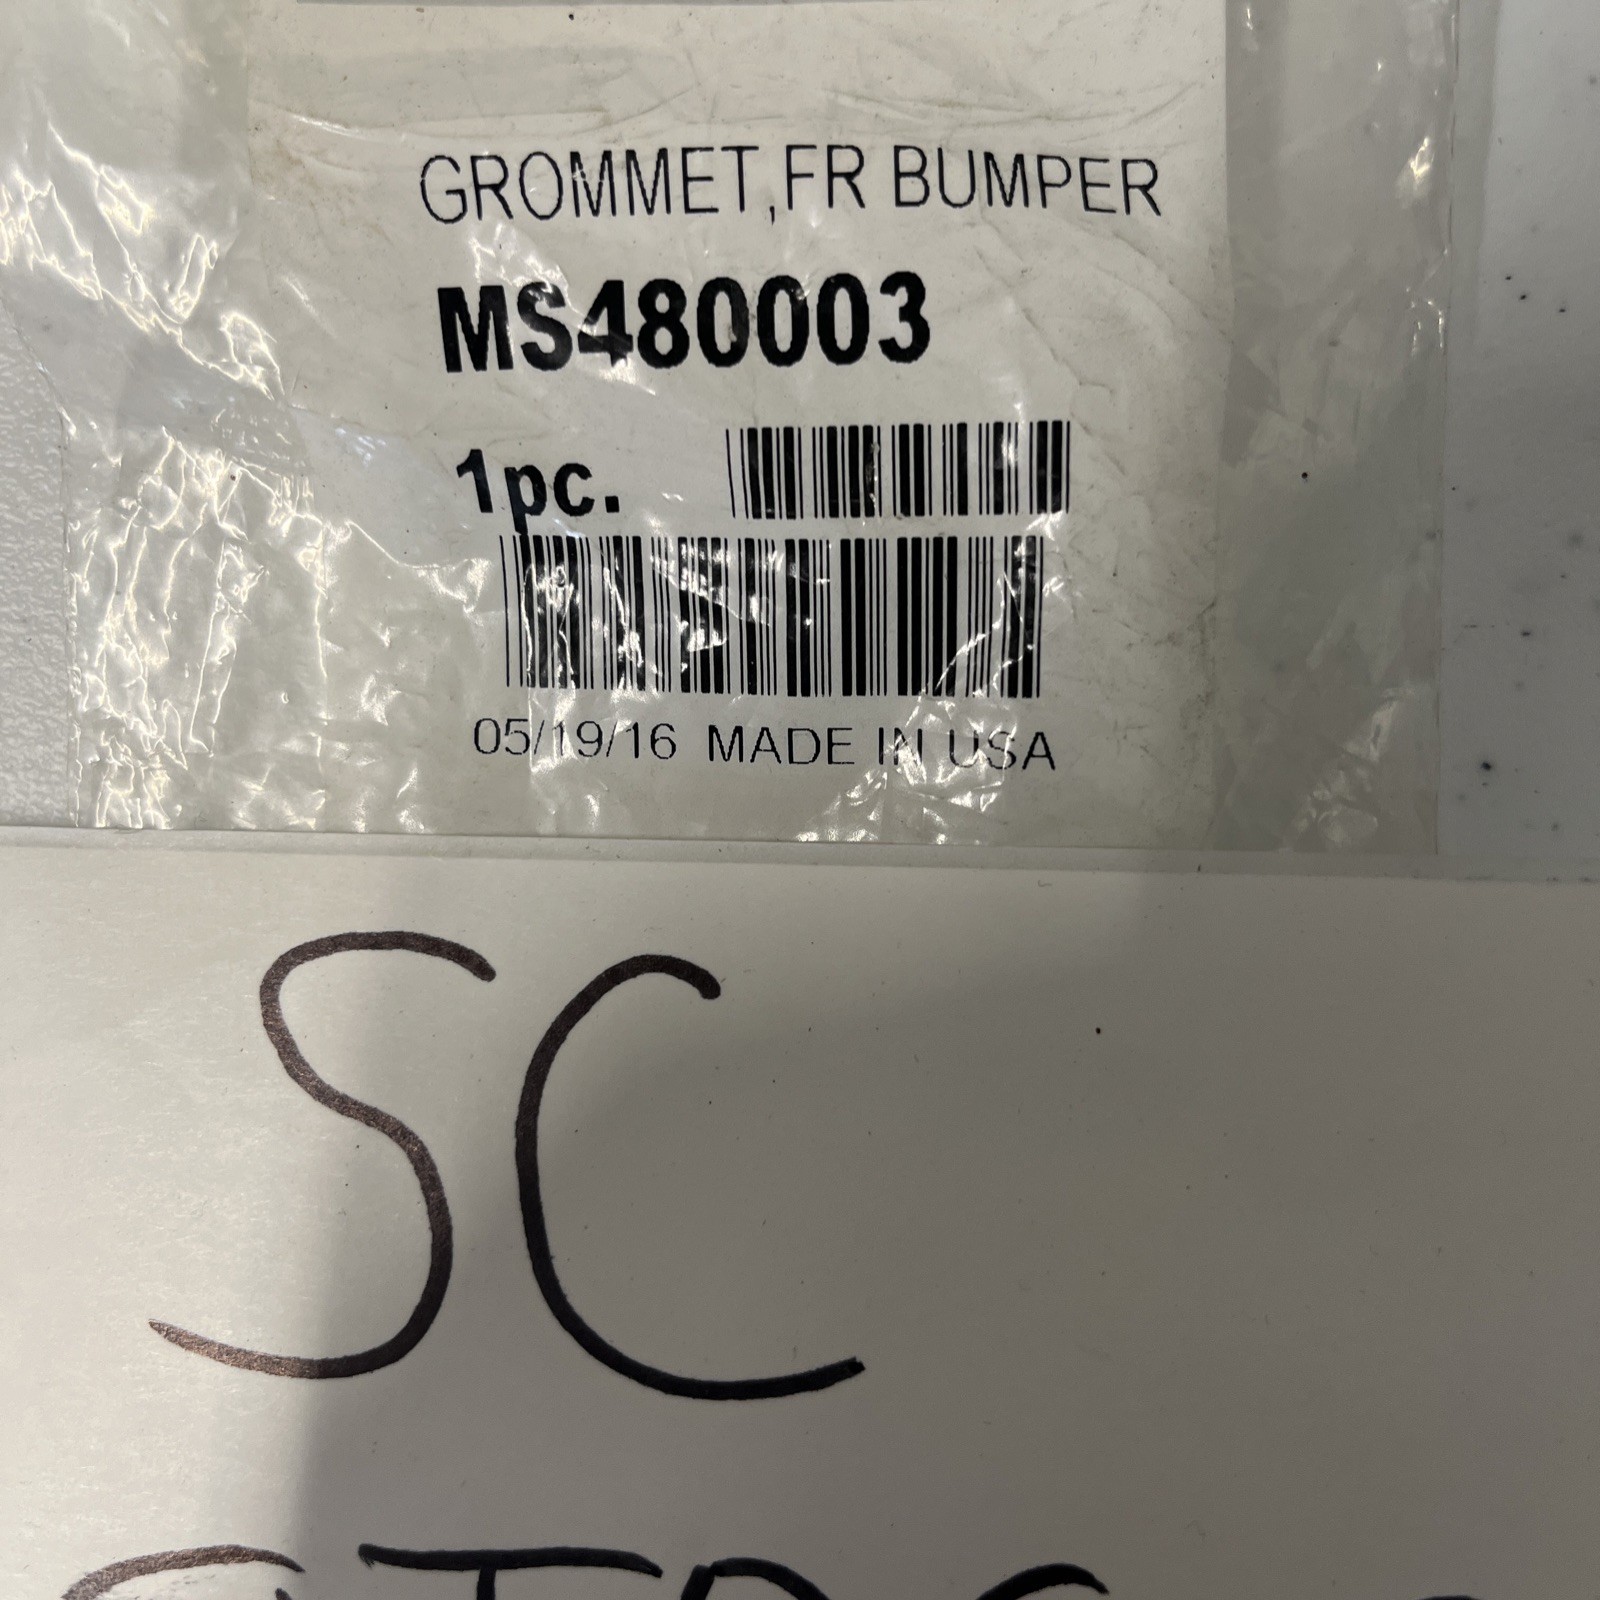 GROMMET,FR BUMPER
MS480003
1pc.
05/19/16 MADE IN USA
SC